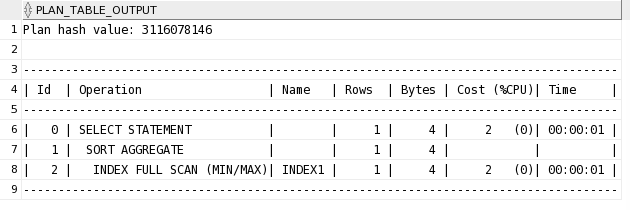 PLAN_TABLE_OUTPUT
1 Plan hash value: 3116078146
2
3 --------------------------------------------------------------------------------------
4 | Id  | Operation                  | Name   | Rows  | Bytes | Cost (%CPU)| Time     |
5 --------------------------------------------------------------------------------------
6 |   0 | SELECT STATEMENT           |        |     1 |     4 |     2   (0)| 00:00:01 |
7 |   1 |  SORT AGGREGATE            |        |     1 |     4 |            |          |
8 |   2 |   INDEX FULL SCAN (MIN/MAX)| INDEX1 |     1 |     4 |     2   (0)| 00:00:01 |
9 --------------------------------------------------------------------------------------